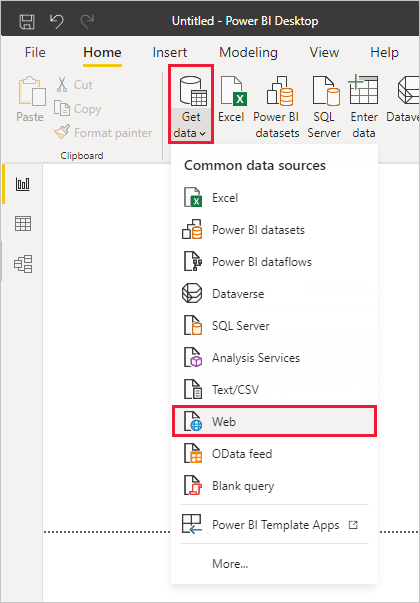 Untitled - Power BI Desktop
File Home Insert Modeling View Help
Paste
Cut
Copy
Format painter
Clipboard
Get
data
Excel
Power BI
datasets
SQL
Server
Enter
data
Datave
Common data sources
Excel
Power BI datasets
Power BI dataflows
Dataverse
SQL Server
Analysis Services
Text/CSV
Web
OData feed
Blank query
Power BI Template Apps
More...